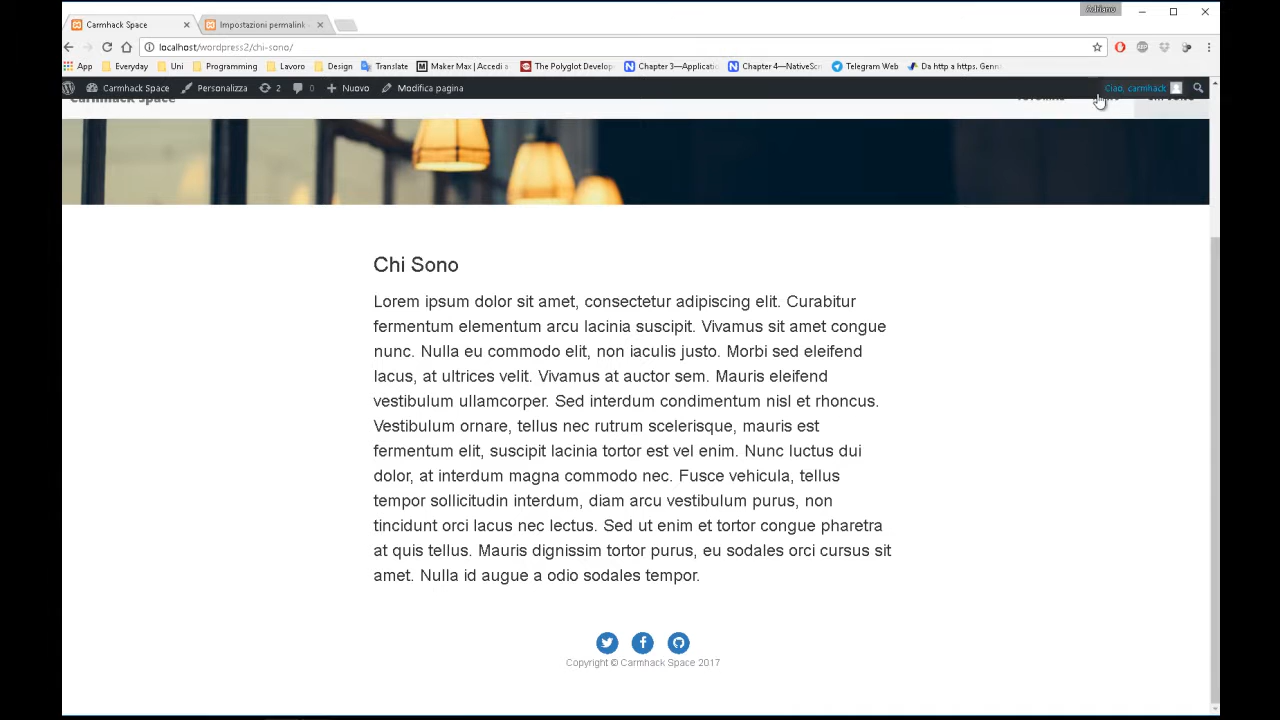 Adriano
Carmhack Space
Impostazioni permalink
localhost/wordpress2/chi-sono/
App Everyday Uni Programming Lavoro Design Translate Maker Max | Accedi a The Polyglot Develop Chapter 3—Applicati Chapter 4—NativeScr Telegram Web Da http a https. Genn
Carmhack Space Personalizza 2 0 Nuovo Modifica pagina Ciao, carmhack
Carmhack Space
Chi Sono
Lorem ipsum dolor sit amet, consectetur adipiscing elit. Curabitur
fermentum elementum arcu lacinia suscipit. Vivamus sit amet congue
nunc. Nulla eu commodo elit, non iaculis justo. Morbi sed eleifend
lacus, at ultrices velit. Vivamus at auctor sem. Mauris eleifend
vestibulum ullamcorper. Sed interdum condimentum nisl et rhoncus.
Vestibulum ornare, tellus nec rutrum scelerisque, mauris est
fermentum elit, suscipit lacinia tortor est vel enim. Nunc luctus dui
dolor, at interdum magna commodo nec. Fusce vehicula, tellus
tempor sollicitudin interdum, diam arcu vestibulum purus, non
tincidunt orci lacus nec lectus. Sed ut enim et tortor congue pharetra
at quis tellus. Mauris dignissim tortor purus, eu sodales orci cursus sit
amet. Nulla id augue a odio sodales tempor.
Copyright © Carmhack Space 2017